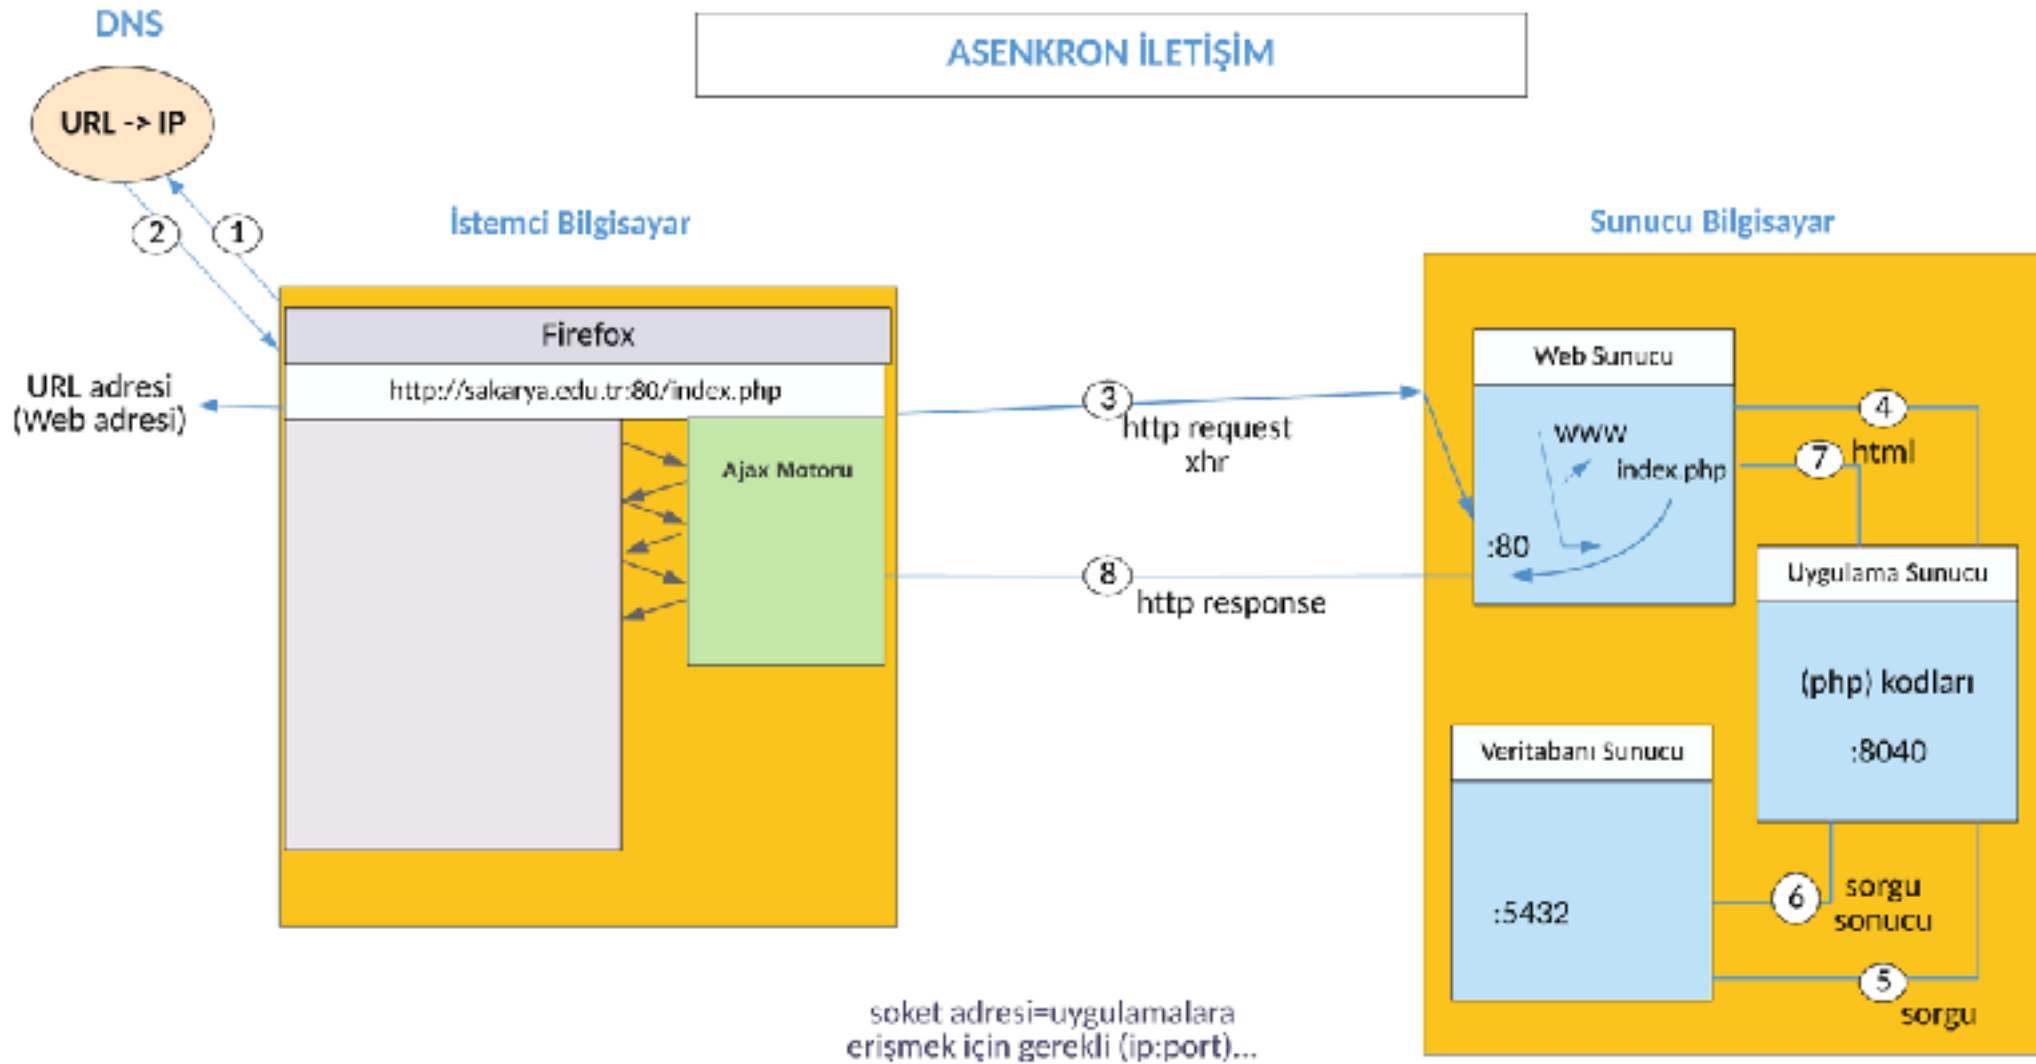 DNS
ASENKRON İLETİŞİM
URL -> IP
2
1
İstemci Bilgisayar
Sunucu Bilgisayar
Firefox
http://sakarya.edu.tr:80/index.php
URL adresi
(Web adresi)
Ajax Motoru
3
http request
xhr
8
http response
Web Sunucu
www
index.php
:80
4
7
html
Uygulama Sunucu
(php) kodları
:8040
Veritabanı Sunucu
:5432
6
sorgu
sonucu
5
sorgu
soket adresi=uygulamalara
erişmek için gerekli (ip:port)...